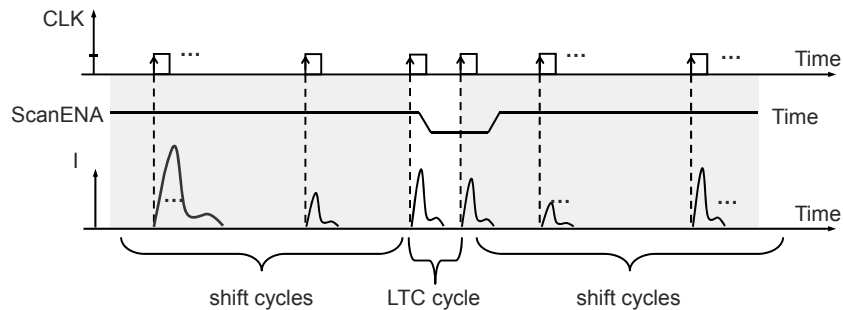 CLK
... ...
... Time
ScanENA
Time
I
... ... ...
Time
shift cycles LTC cycle shift cycles